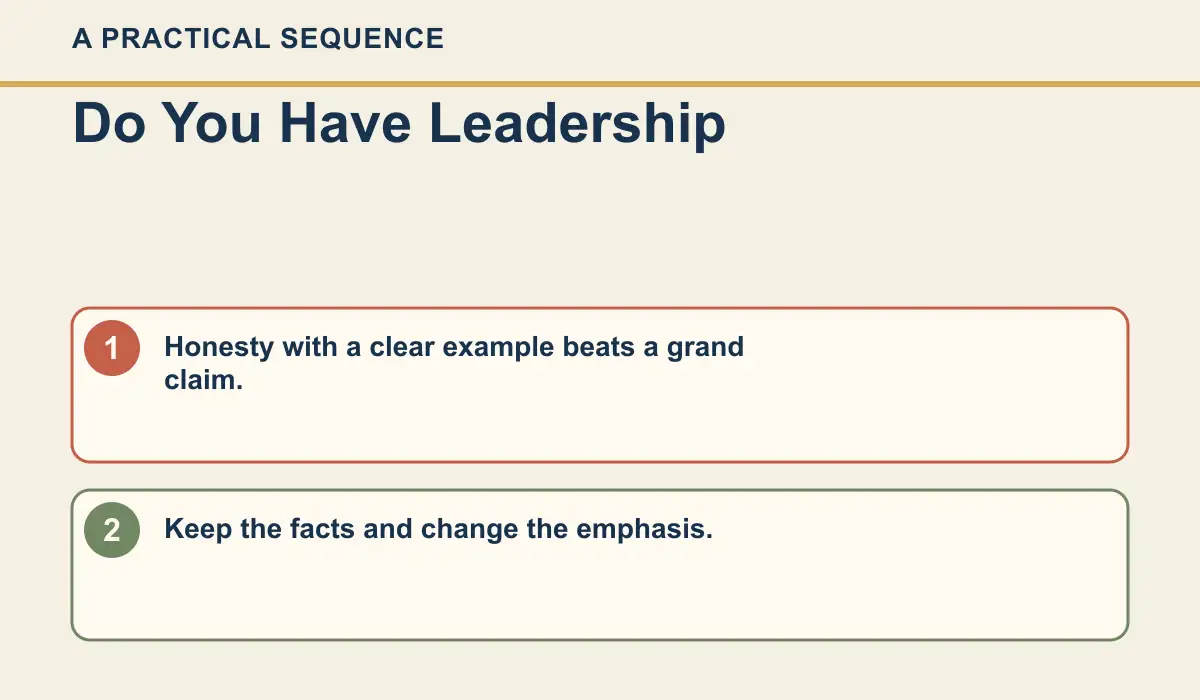 A PRACTICAL SEQUENCE
Do You Have Leadership
1
Honesty with a clear example beats a grand
claim.
2
Keep the facts and change the emphasis.